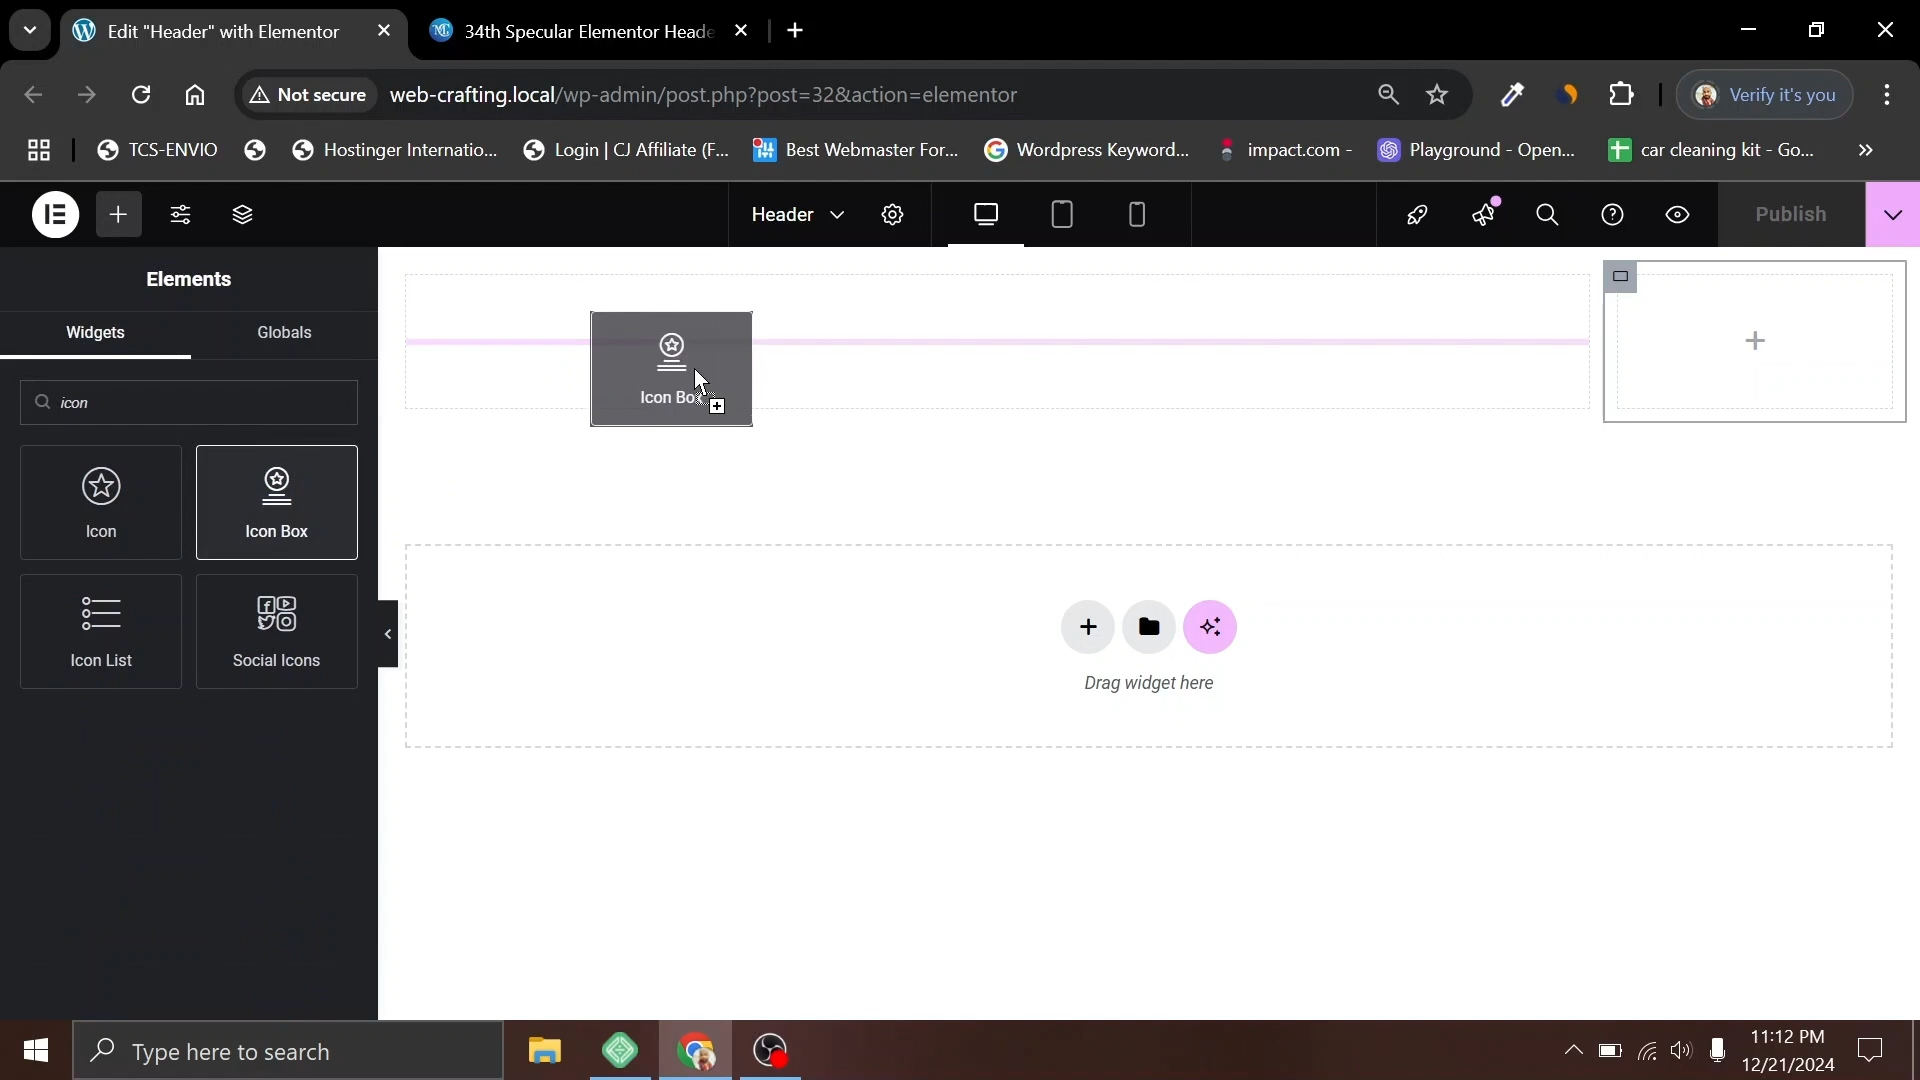 Edit "Header" with Elementor
34th Specular Elementor Heade
Not secure
web-crafting.local/wp-admin/post.php?post=32&action=elementor
Verify it's you
TCS-ENVIO
Hostinger Internatio...
Login | CJ Affiliate (F...
Best Webmaster For...
Wordpress Keyword...
impact.com -
Playground - Open...
car cleaning kit - Go...
Header
Publish
Elements
Widgets
Globals
icon
Icon
Icon Box
Icon List
Social Icons
Icon Bo
Drag widget here
Type here to search
11:12 PM
12/21/2024